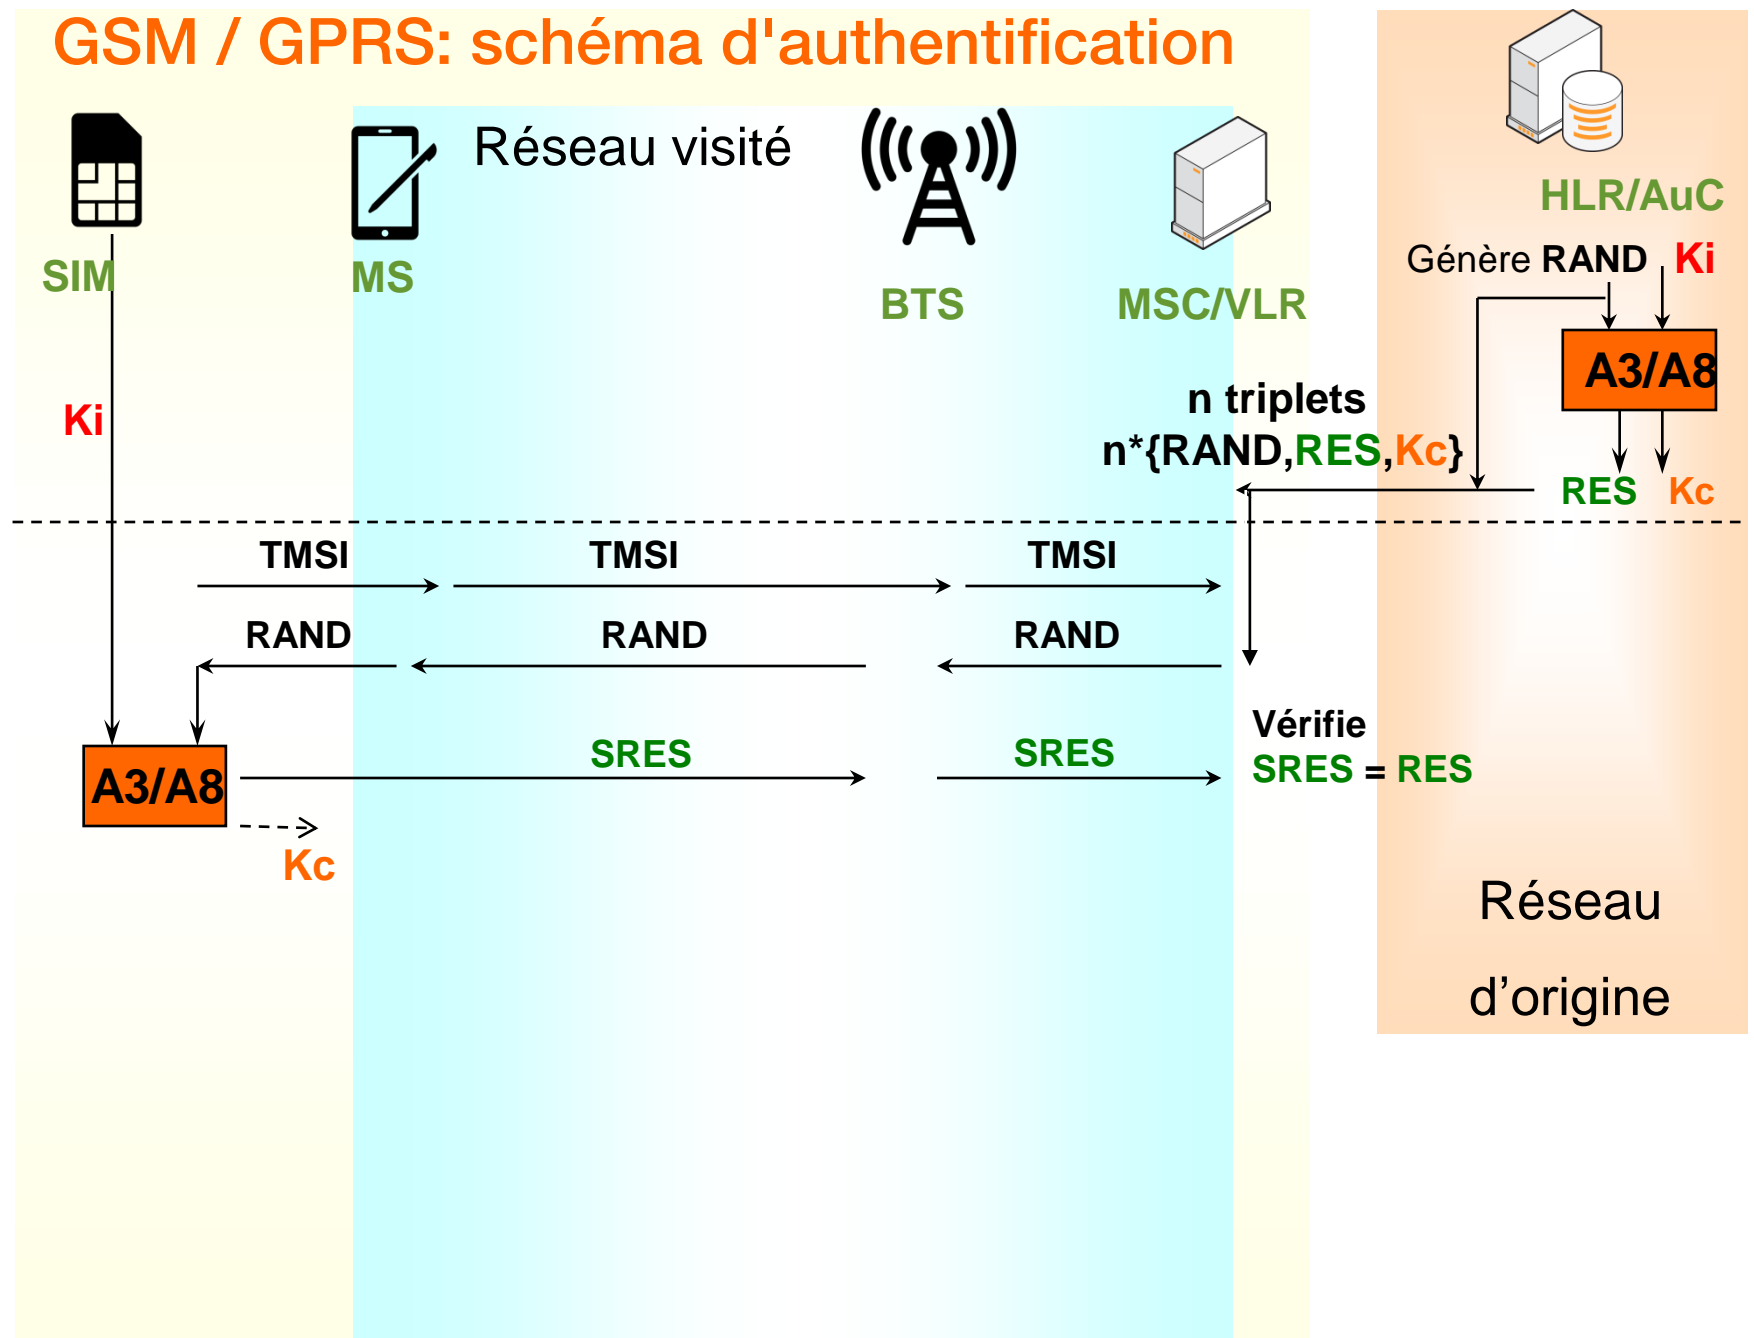 GSM / GPRS: schéma d'authentification
Réseau visité
HLR/AuC
SIM
MS
BTS
MSC/VLR
Génère RAND Ki
A3/A8
n triplets
n*{RAND,RES,Kc}
RES Kc
Ki
TMSI TMSI TMSI
RAND RAND RAND
Vérifie
SRES SRES SRES = RES
A3/A8
Kc
Réseau
d’origine